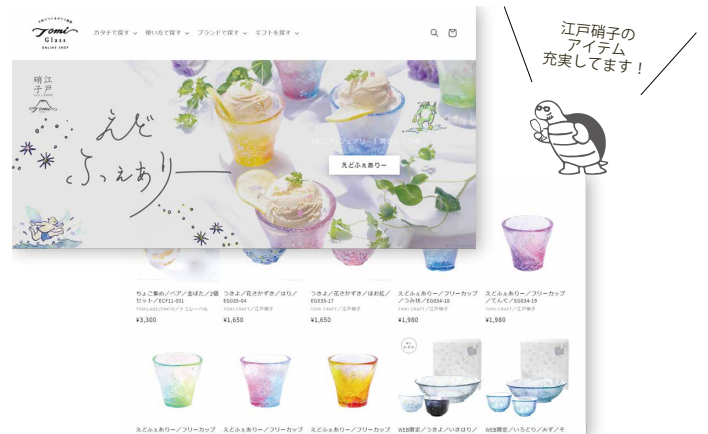 Tomi
Glass
ONLINE SHOP
カタチで探す
使い方で探す
ブランドで探す
ギフトを探す
江戸硝子の
アイテム
充実してます！
江戸
硝子
えど
ふぇありー
えどふぇありー
ちょこ集め／ペア／金ぼた／2個
セット／ECP11-001
¥3,300
うきよ／花さかずき／はり／
EG035-04
TOMI CRAFT／江戸硝子
¥1,650
うきよ／花さかずき／ほお紅／
EG035-17
TOMI CRAFT／江戸硝子
¥1,650
えどふぇありー／フリーカップ
／うみ坊／EG034-18
TOMI CRAFT／江戸硝子
¥1,980
えどふぇありー／フリーカップ
／てんぐ／EG034-19
TOMI CRAFT／江戸硝子
¥1,980
えどふぇありー／フリーカップ
えどふぇありー／フリーカップ
えどふぇありー／フリーカップ
WEB限定／うきよ／いきはり／
WEB限定／いろどり／みず／そ